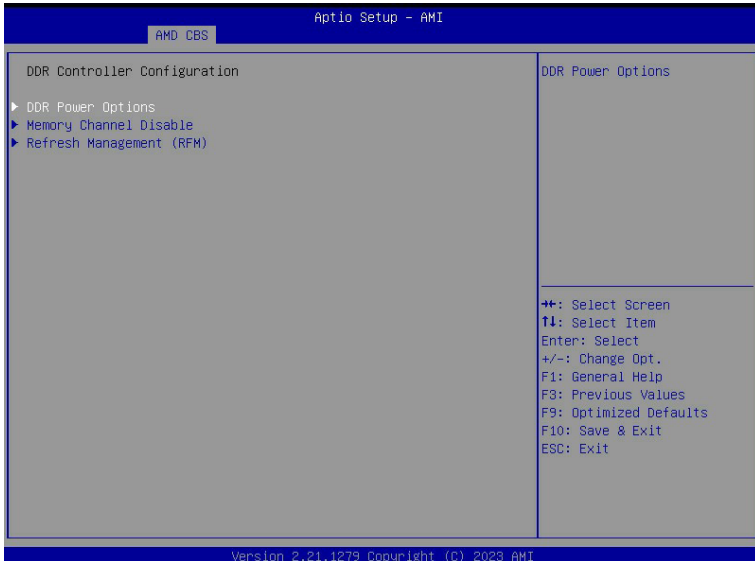 Aptio Setup - AMI
AMD CBS
DDR Controller Configuration
DDR Power Options
Memory Channel Disable
Refresh Management (RFM)
DDR Power Options
→←: Select Screen
↑↓: Select Item
Enter: Select
+/-: Change Opt.
F1: General Help
F3: Previous Values
F9: Optimized Defaults
F10: Save & Exit
ESC: Exit
Version 2.21.1279 Copyright (C) 2023 AMI